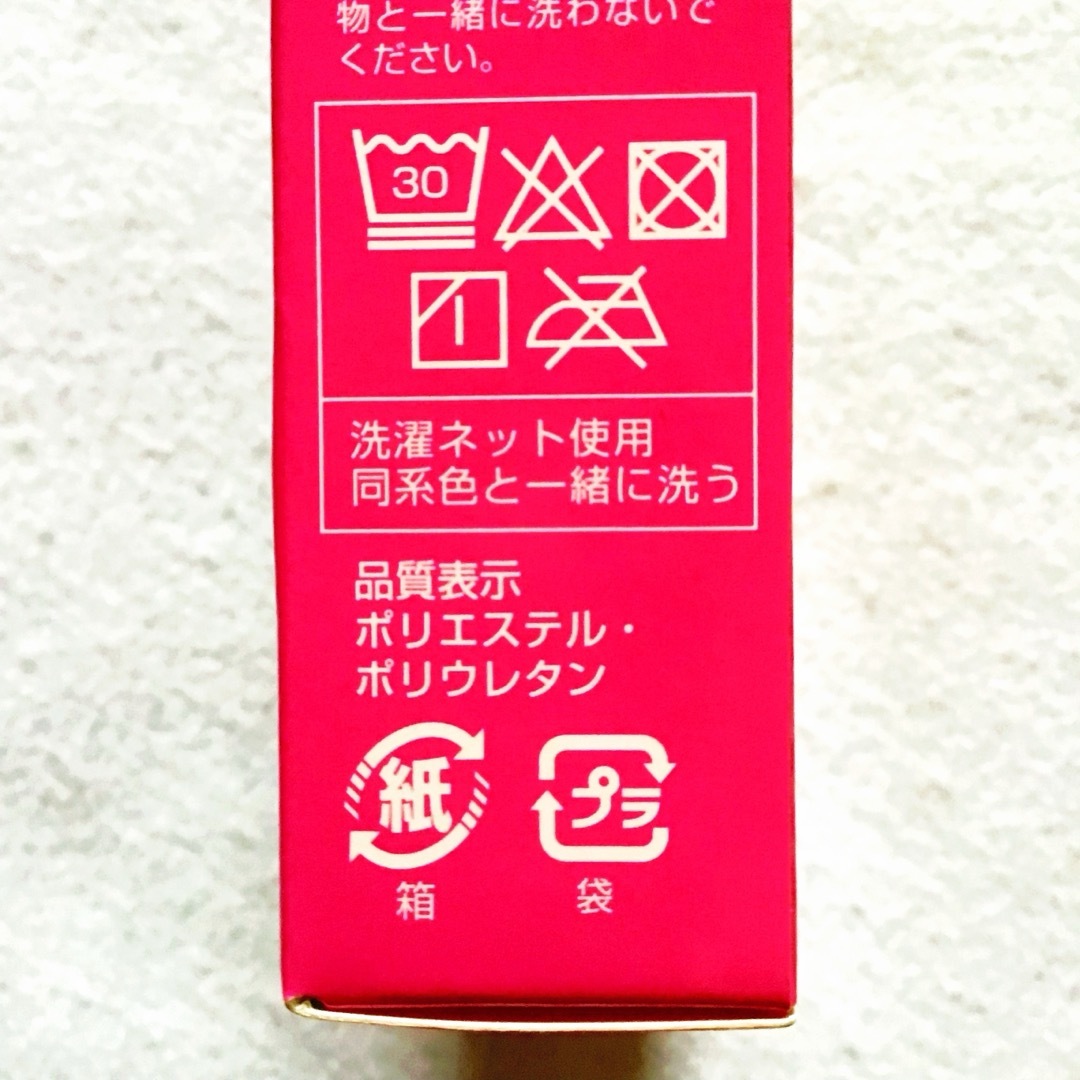 物と一緒に洗わないで
ください。
30
洗濯ネット使用
同系色と一緒に洗う
品質表示
ポリエステル・
ポリウレタン
紙 プラ
箱 袋